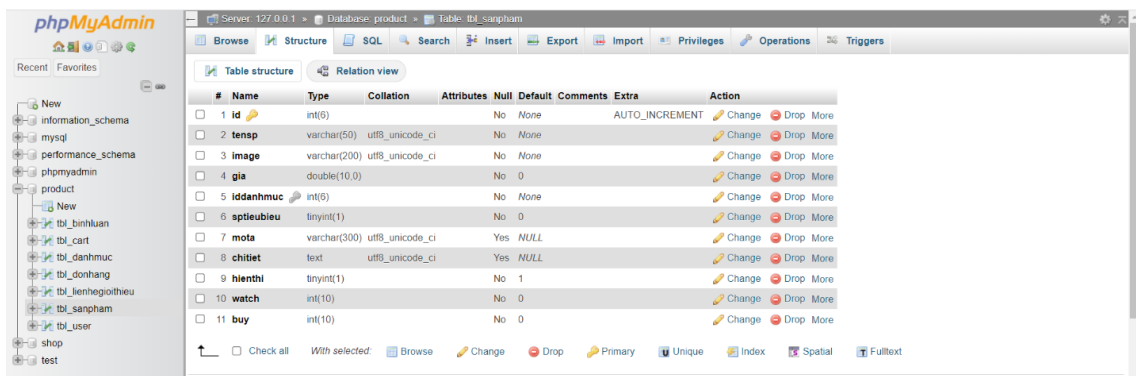 phpMyAdmin
Recent Favorites
New
information_schema
mysql
performance_schema
phpmyadmin
product
New
tbl_binhluan
tbl_cart
tbl_danhmuc
tbl_donhang
tbl_lienhegioithieu
tbl_sanpham
tbl_user
shop
test
Server: 127.0.0.1 » Database: product » Table: tbl_sanpham
Browse Structure SQL Search Insert Export Import Privileges Operations Triggers
Table structure Relation view
# Name Type Collation Attributes Null Default Comments Extra Action
1 id int(6) No None AUTO_INCREMENT Change Drop More
2 tensp varchar(50) utf8_unicode_ci No None Change Drop More
3 image varchar(200) utf8_unicode_ci No None Change Drop More
4 gia double(10,0) No 0 Change Drop More
5 iddanhmuc int(6) No None Change Drop More
6 sptieubieu tinyint(1) No 0 Change Drop More
7 mota varchar(300) utf8_unicode_ci Yes NULL Change Drop More
8 chitiet text utf8_unicode_ci Yes NULL Change Drop More
9 hienthi tinyint(1) No 1 Change Drop More
10 watch int(10) No 0 Change Drop More
11 buy int(10) No 0 Change Drop More
Check all With selected: Browse Change Drop Primary Unique Index Spatial Fulltext